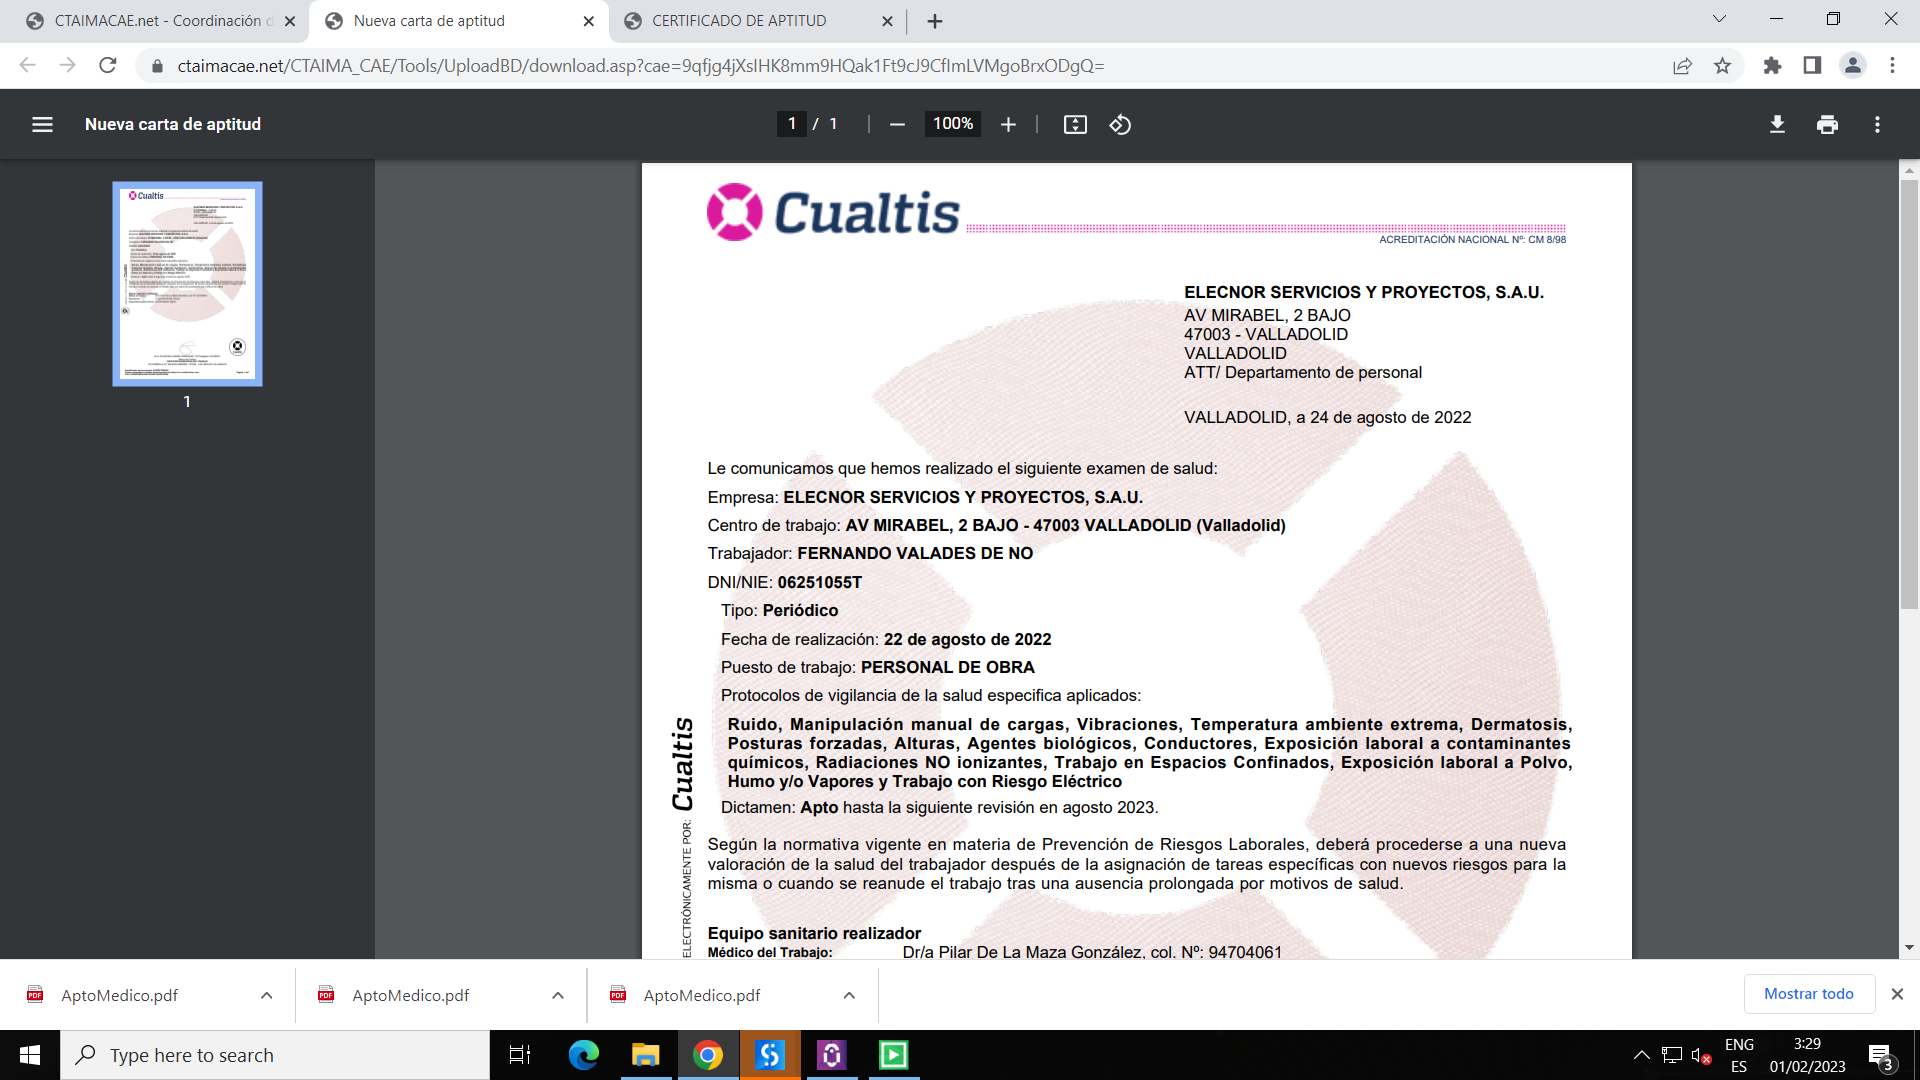 CTAIMACAE.net - Coordinación d
Nueva carta de aptitud
CERTIFICADO DE APTITUD
ctaimacae.net/CTAIMA_CAE/Tools/UploadBD/download.asp?cae=9qfjg4jXsIHK8mm9HQak1Ft9cJ9CfImLVMgoBrxODgQ=
Nueva carta de aptitud
1 / 1
100%
1
Cualtis
ACREDITACIÓN NACIONAL Nº: CM 8/98
ELECNOR SERVICIOS Y PROYECTOS, S.A.U.
AV MIRABEL, 2 BAJO
47003 - VALLADOLID
VALLADOLID
ATT/ Departamento de personal
VALLADOLID, a 24 de agosto de 2022
Le comunicamos que hemos realizado el siguiente examen de salud:
Empresa: ELECNOR SERVICIOS Y PROYECTOS, S.A.U.
Centro de trabajo: AV MIRABEL, 2 BAJO - 47003 VALLADOLID (Valladolid)
Trabajador: FERNANDO VALADES DE NO
DNI/NIE: 06251055T
Tipo: Periódico
Fecha de realización: 22 de agosto de 2022
Puesto de trabajo: PERSONAL DE OBRA
Protocolos de vigilancia de la salud especifica aplicados:
Ruido, Manipulación manual de cargas, Vibraciones, Temperatura ambiente extrema, Dermatosis,
Posturas forzadas, Alturas, Agentes biológicos, Conductores, Exposición laboral a contaminantes
químicos, Radiaciones NO ionizantes, Trabajo en Espacios Confinados, Exposición laboral a Polvo,
Humo y/o Vapores y Trabajo con Riesgo Eléctrico
Dictamen: Apto hasta la siguiente revisión en agosto 2023.
Según la normativa vigente en materia de Prevención de Riesgos Laborales, deberá procederse a una nueva
valoración de la salud del trabajador después de la asignación de tareas específicas con nuevos riesgos para la
misma o cuando se reanude el trabajo tras una ausencia prolongada por motivos de salud.
Equipo sanitario realizador
Médico del Trabajo: Dr/a Pilar De La Maza González, col. Nº: 94704061
ELECTRÓNICAMENTE POR: Cualtis
AptoMedico.pdf
AptoMedico.pdf
AptoMedico.pdf
Mostrar todo
Type here to search
ENG
ES
3:29
01/02/2023
3